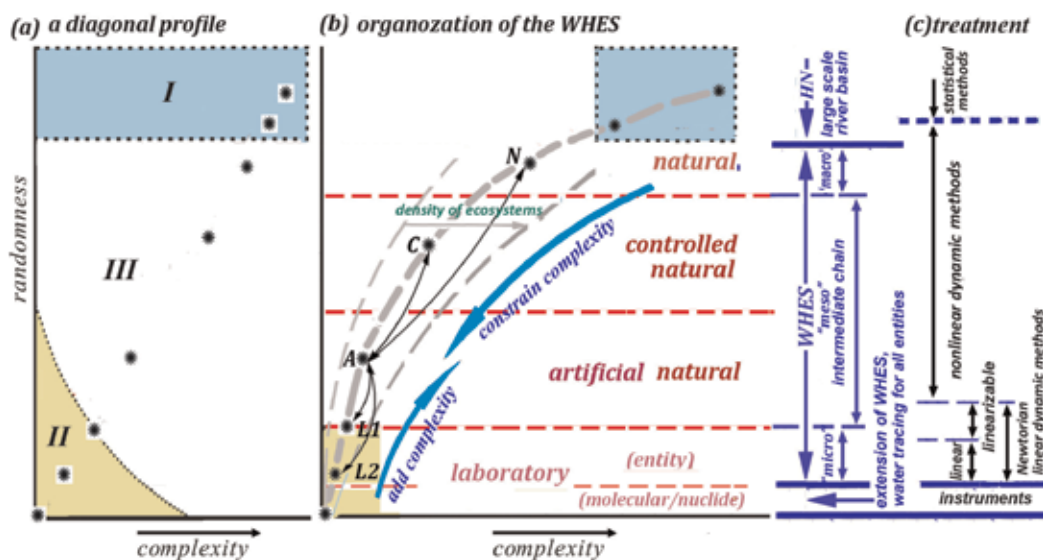 (a) a diagonal profile
(b) organozation of the WHES
(c)treatment
I
III
II
randomness
complexity
N
C
A
L1
L2
density of ecosystems
constrain complexity
add complexity
natural
controlled
natural
artificial natural
laboratory
(entity)
(molecular/nuclide)
complexity
HN
large scale
river basin
'macro'
WHES
"meso"
intermediate chain
"micro"
extension of WHES,
water tracing for all entities
statistical
methods
nonlinear dynamic methods
linearizable
linear
Newtorian
linear dynamic methods
instruments